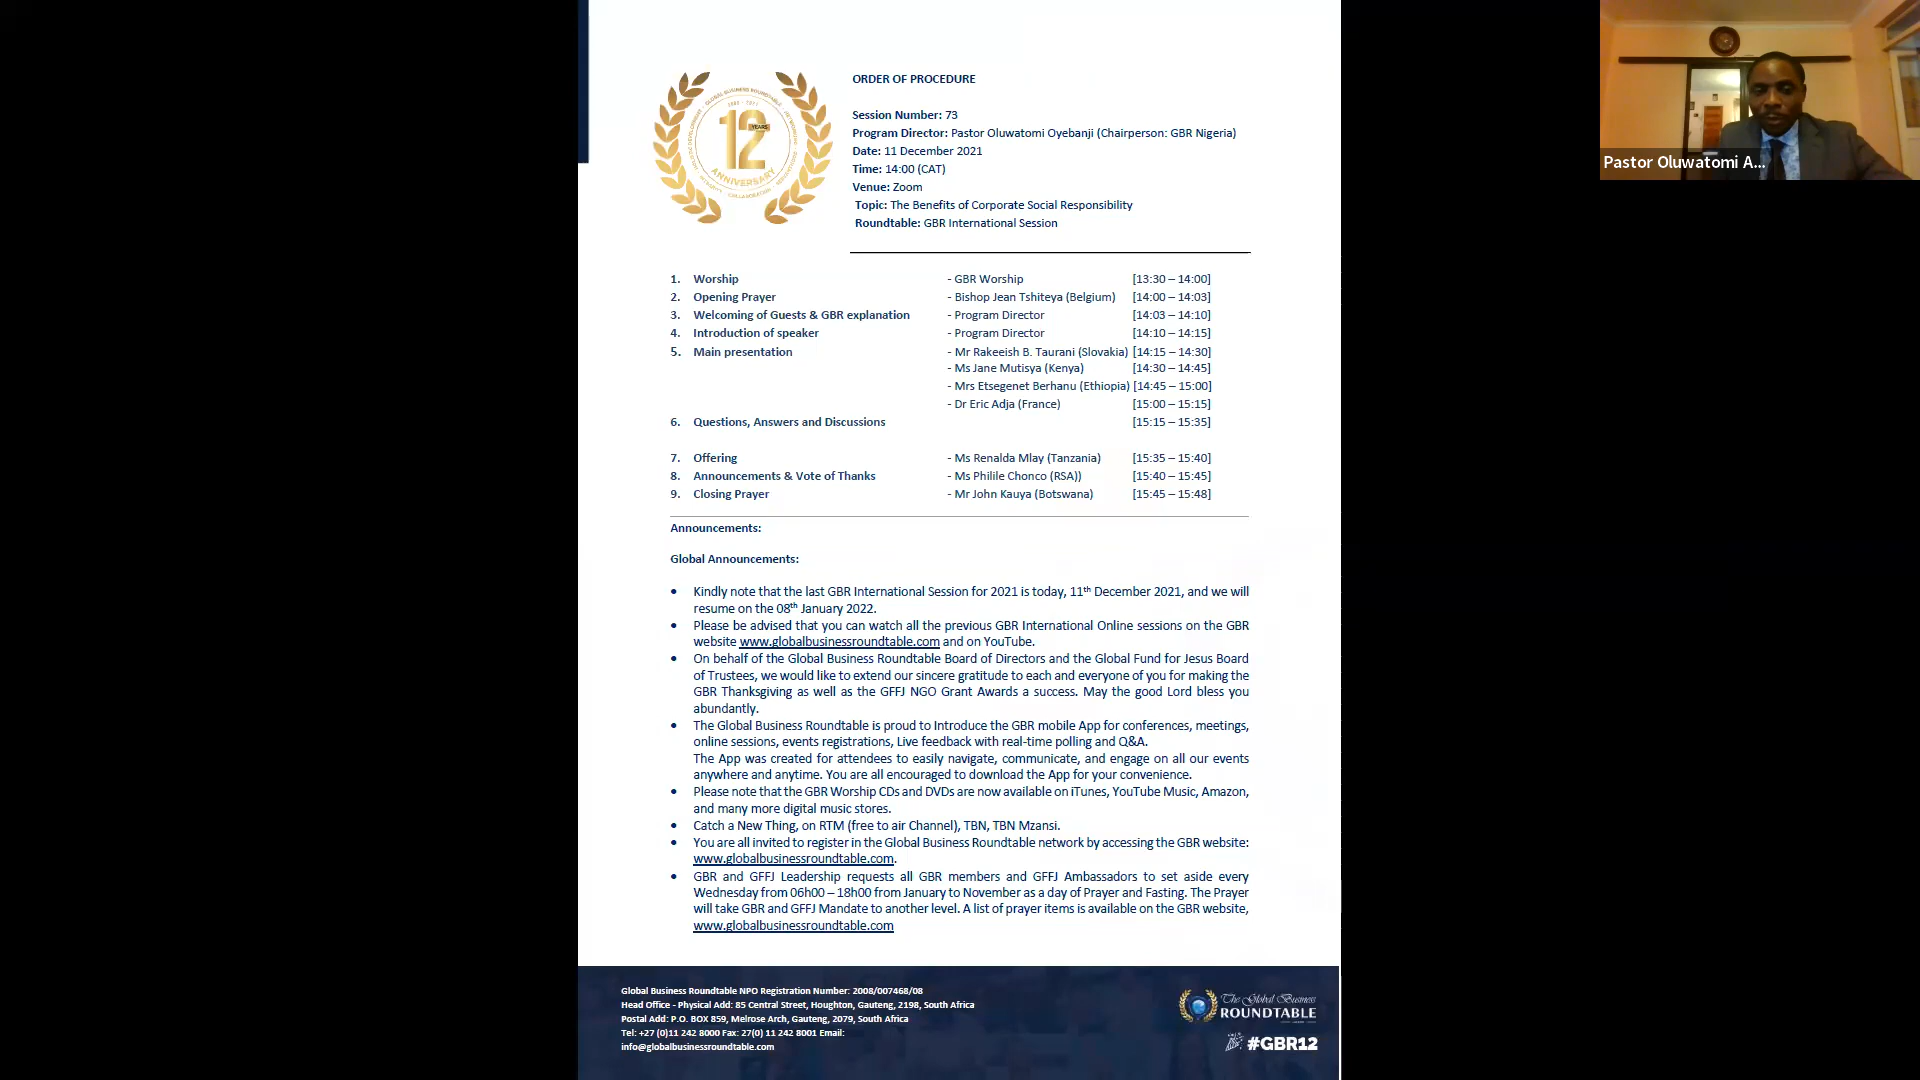 ORDER OF PROCEDURE
Session Number: 73
Program Director: Pastor Oluwatomi Oyebanji (Chairperson: GBR Nigeria)
Date: 11 December 2021
Time: 14:00 (CAT)
Venue: Zoom
Topic: The Benefits of Corporate Social Responsibility
Roundtable: GBR International Session
12 YEARS
ANNIVERSARY
Pastor Oluwatomi A...
1. Worship - GBR Worship [13:30 – 14:00]
2. Opening Prayer - Bishop Jean Tshiteya (Belgium) [14:00 – 14:03]
3. Welcoming of Guests & GBR explanation - Program Director [14:03 – 14:10]
4. Introduction of speaker - Program Director [14:10 – 14:15]
5. Main presentation - Mr Rakeeish B. Taurani (Slovakia) [14:15 – 14:30]
- Ms Jane Mutisya (Kenya) [14:30 – 14:45]
- Mrs Etsegenet Berhanu (Ethiopia) [14:45 – 15:00]
- Dr Eric Adja (France) [15:00 – 15:15]
6. Questions, Answers and Discussions [15:15 – 15:35]
7. Offering - Ms Renalda Mlay (Tanzania) [15:35 – 15:40]
8. Announcements & Vote of Thanks - Ms Philile Chonco (RSA)) [15:40 – 15:45]
9. Closing Prayer - Mr John Kauya (Botswana) [15:45 – 15:48]
Announcements:
Global Announcements:
• Kindly note that the last GBR International Session for 2021 is today, 11th December 2021, and we will
resume on the 08th January 2022.
• Please be advised that you can watch all the previous GBR International Online sessions on the GBR
website www.globalbusinessroundtable.com and on YouTube.
• On behalf of the Global Business Roundtable Board of Directors and the Global Fund for Jesus Board
of Trustees, we would like to extend our sincere gratitude to each and everyone of you for making the
GBR Thanksgiving as well as the GFFJ NGO Grant Awards a success. May the good Lord bless you
abundantly.
• The Global Business Roundtable is proud to Introduce the GBR mobile App for conferences, meetings,
online sessions, events registrations, Live feedback with real-time polling and Q&A.
The App was created for attendees to easily navigate, communicate, and engage on all our events
anywhere and anytime. You are all encouraged to download the App for your convenience.
• Please note that the GBR Worship CDs and DVDs are now available on iTunes, YouTube Music, Amazon,
and many more digital music stores.
• Catch a New Thing, on RTM (free to air Channel), TBN, TBN Mzansi.
• You are all invited to register in the Global Business Roundtable network by accessing the GBR website:
www.globalbusinessroundtable.com.
• GBR and GFFJ Leadership requests all GBR members and GFFJ Ambassadors to set aside every
Wednesday from 06h00 – 18h00 from January to November as a day of Prayer and Fasting. The Prayer
will take GBR and GFFJ Mandate to another level. A list of prayer items is available on the GBR website,
www.globalbusinessroundtable.com
Global Business Roundtable NPO Registration Number: 2008/007468/08
Head Office - Physical Add: 85 Central Street, Houghton, Gauteng, 2198, South Africa
Postal Add: P.O. BOX 859, Melrose Arch, Gauteng, 2079, South Africa
Tel: +27 (0)11 242 8000 Fax: 27(0) 11 242 8001 Email:
info@globalbusinessroundtable.com
The Global Business
ROUNDTABLE
#GBR12